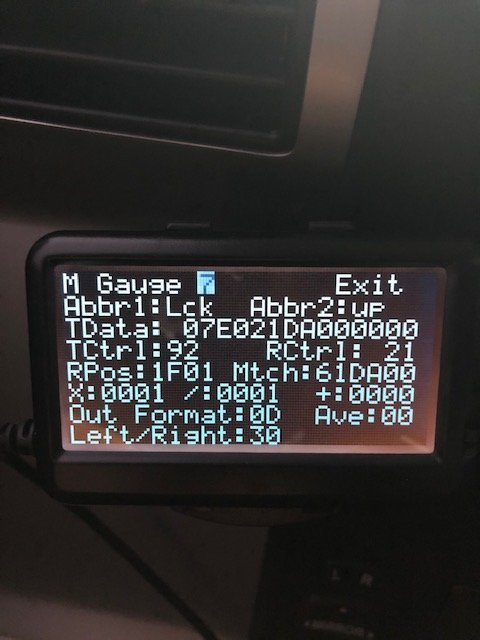 M Gauge 7 Exit
Abbr1:Lck Abbr2:up
TData: 07E021DA000000
TCtrl:92 RCtrl: 21
RPos:1F01 Mtch:61DA00
X:0001 /:0001 +:0000
Out Format:0D Ave:00
Left/Right:30
L R